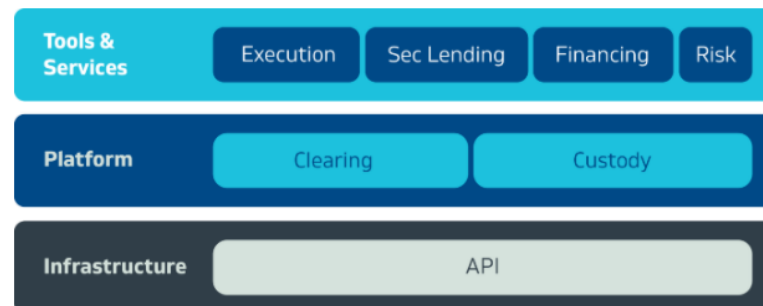 Tools &
Services
Execution
Sec Lending
Financing
Risk
Platform
Clearing
Custody
Infrastructure
API